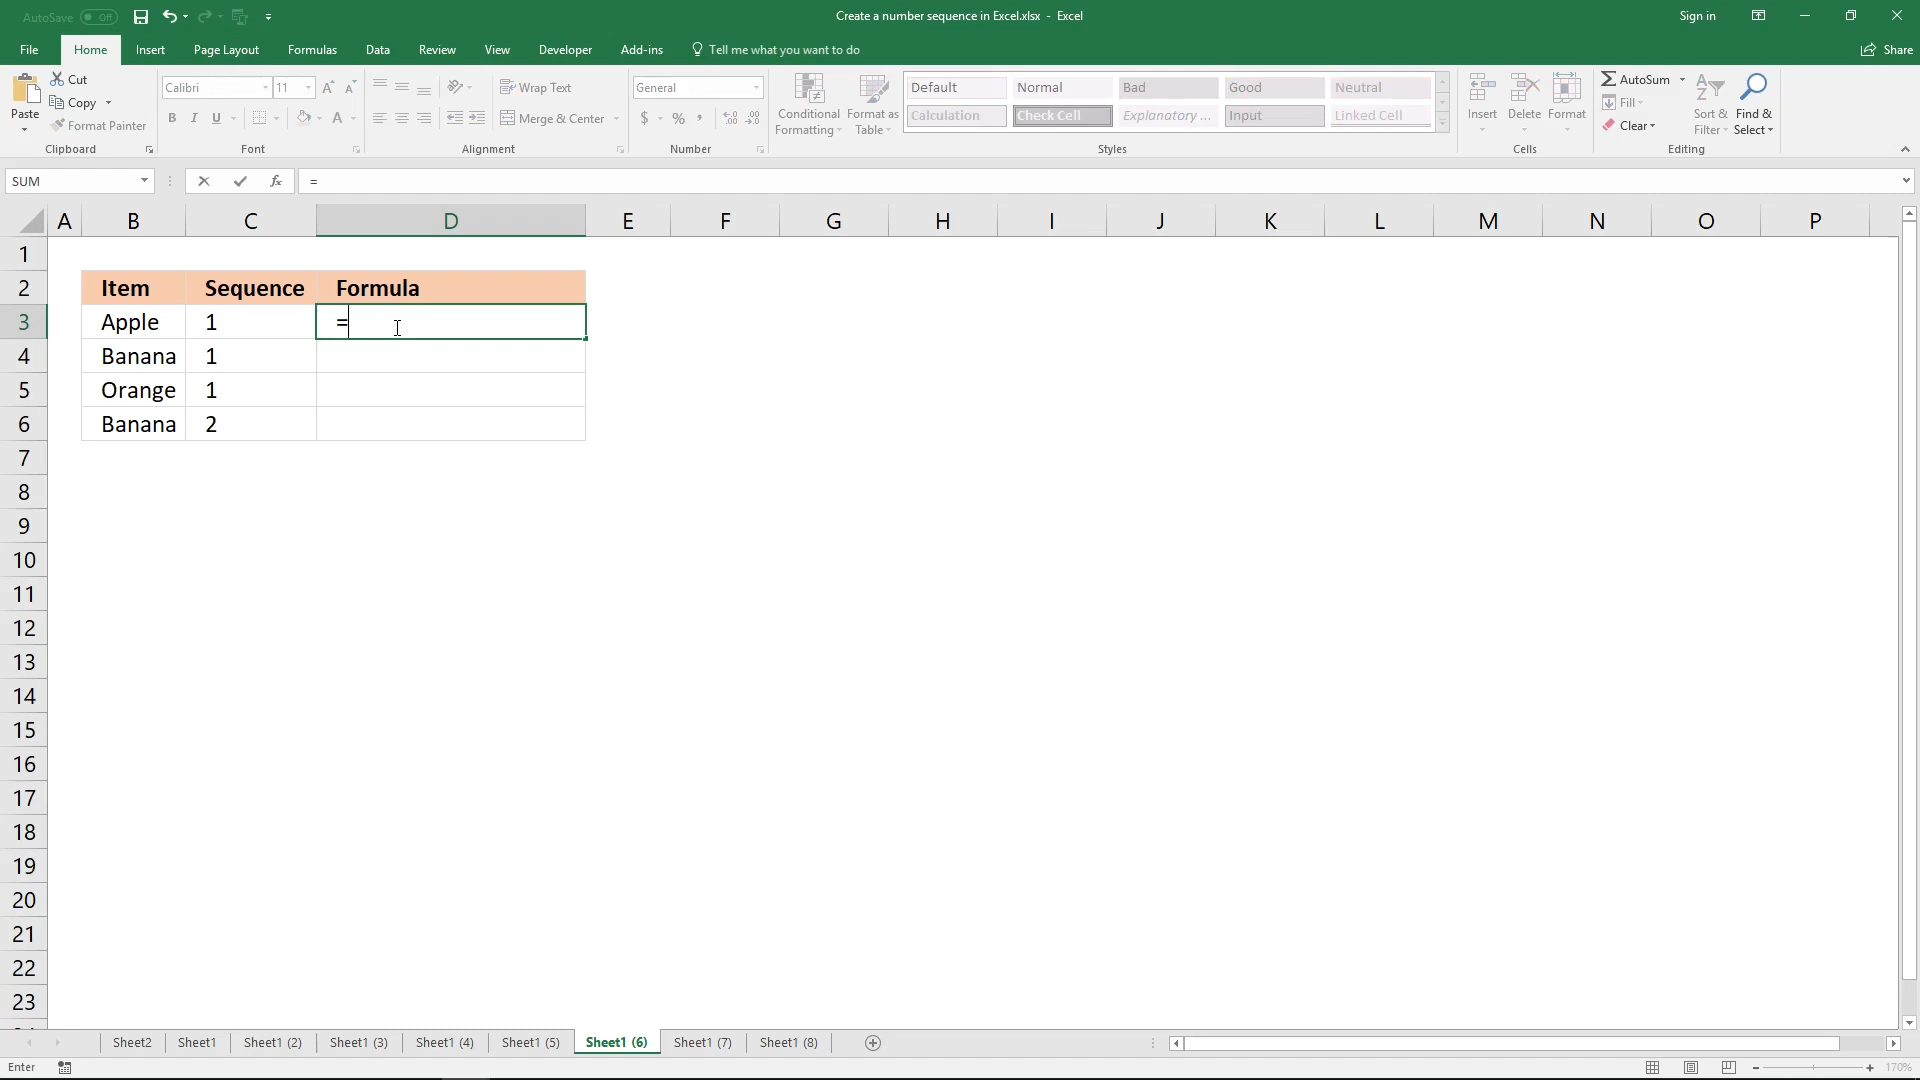 AutoSave Off
Create a number sequence in Excel.xlsx - Excel
Sign in
File Home Insert Page Layout Formulas Data Review View Developer Add-ins Tell me what you want to do Share
Paste
Cut
Copy
Format Painter
Clipboard
Calibri 11
B I U A
Font
Wrap Text
Merge & Center
Alignment
General
$ % ,
Number
Conditional Formatting
Format as Table
Default Normal Bad Good Neutral
Calculation Check Cell Explanatory ... Input Linked Cell
Styles
Insert Delete Format
Cells
AutoSum
Fill
Clear
Sort & Filter
Find & Select
Editing
SUM fx =
A B C D E F G H I J K L M N O P
1
2 Item Sequence Formula
3 Apple 1 =
4 Banana 1
5 Orange 1
6 Banana 2
7
8
9
10
11
12
13
14
15
16
17
18
19
20
21
22
23
Sheet2 Sheet1 Sheet1 (2) Sheet1 (3) Sheet1 (4) Sheet1 (5) Sheet1 (6) Sheet1 (7) Sheet1 (8)
Enter 170%